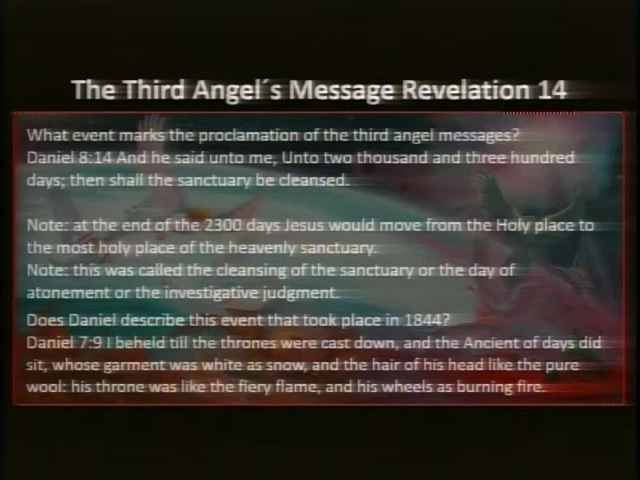 The Third Angel´s Message Revelation 14
What event marks the proclamation of the third angel messages?
Daniel 8:14 And he said unto me, Unto two thousand and three hundred
days; then shall the sanctuary be cleansed.
Note: at the end of the 2300 days Jesus would move from the Holy place to
the most holy place of the heavenly sanctuary.
Note: this was called the cleansing of the sanctuary or the day of
atonement or the investigative judgment.
Does Daniel describe this event that took place in 1844?
Daniel 7:9 I beheld till the thrones were cast down, and the Ancient of days did
sit, whose garment was white as snow, and the hair of his head like the pure
wool: his throne was like the fiery flame, and his wheels as burning fire.